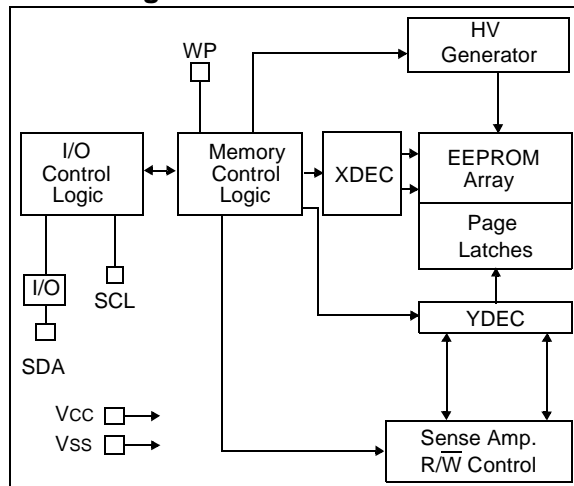 WP
HV
Generator
I/O
Control
Logic
Memory
Control
Logic
XDEC
EEPROM
Array
Page
Latches
I/O
SCL
SDA
YDEC
VCC
VSS
Sense Amp.
R/W̅ Control